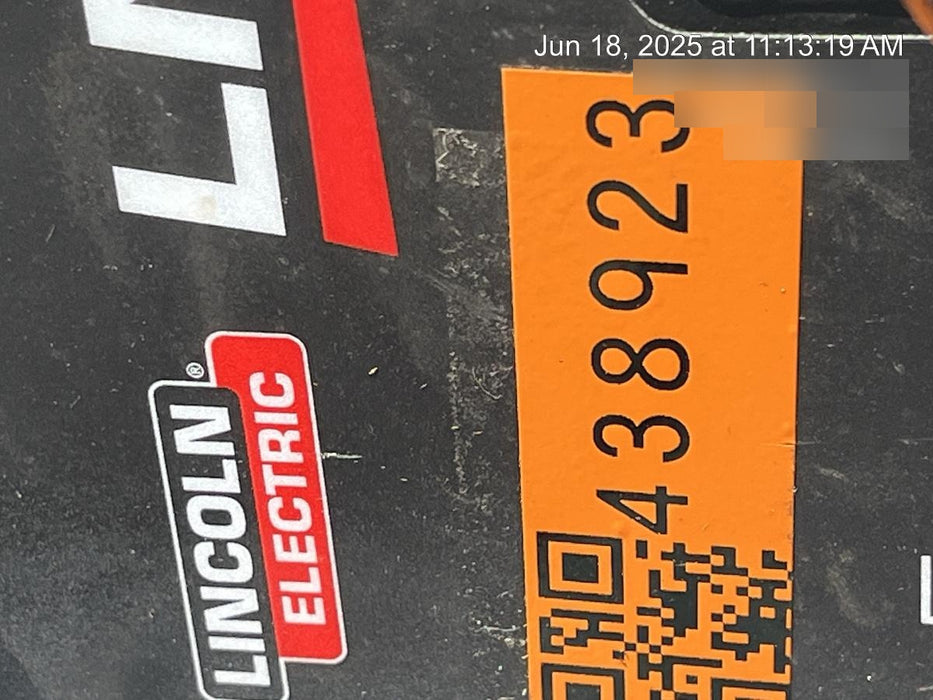 Jun 18, 2025 at 11:13:19 AM
LINCOLN®
ELECTRIC
438923